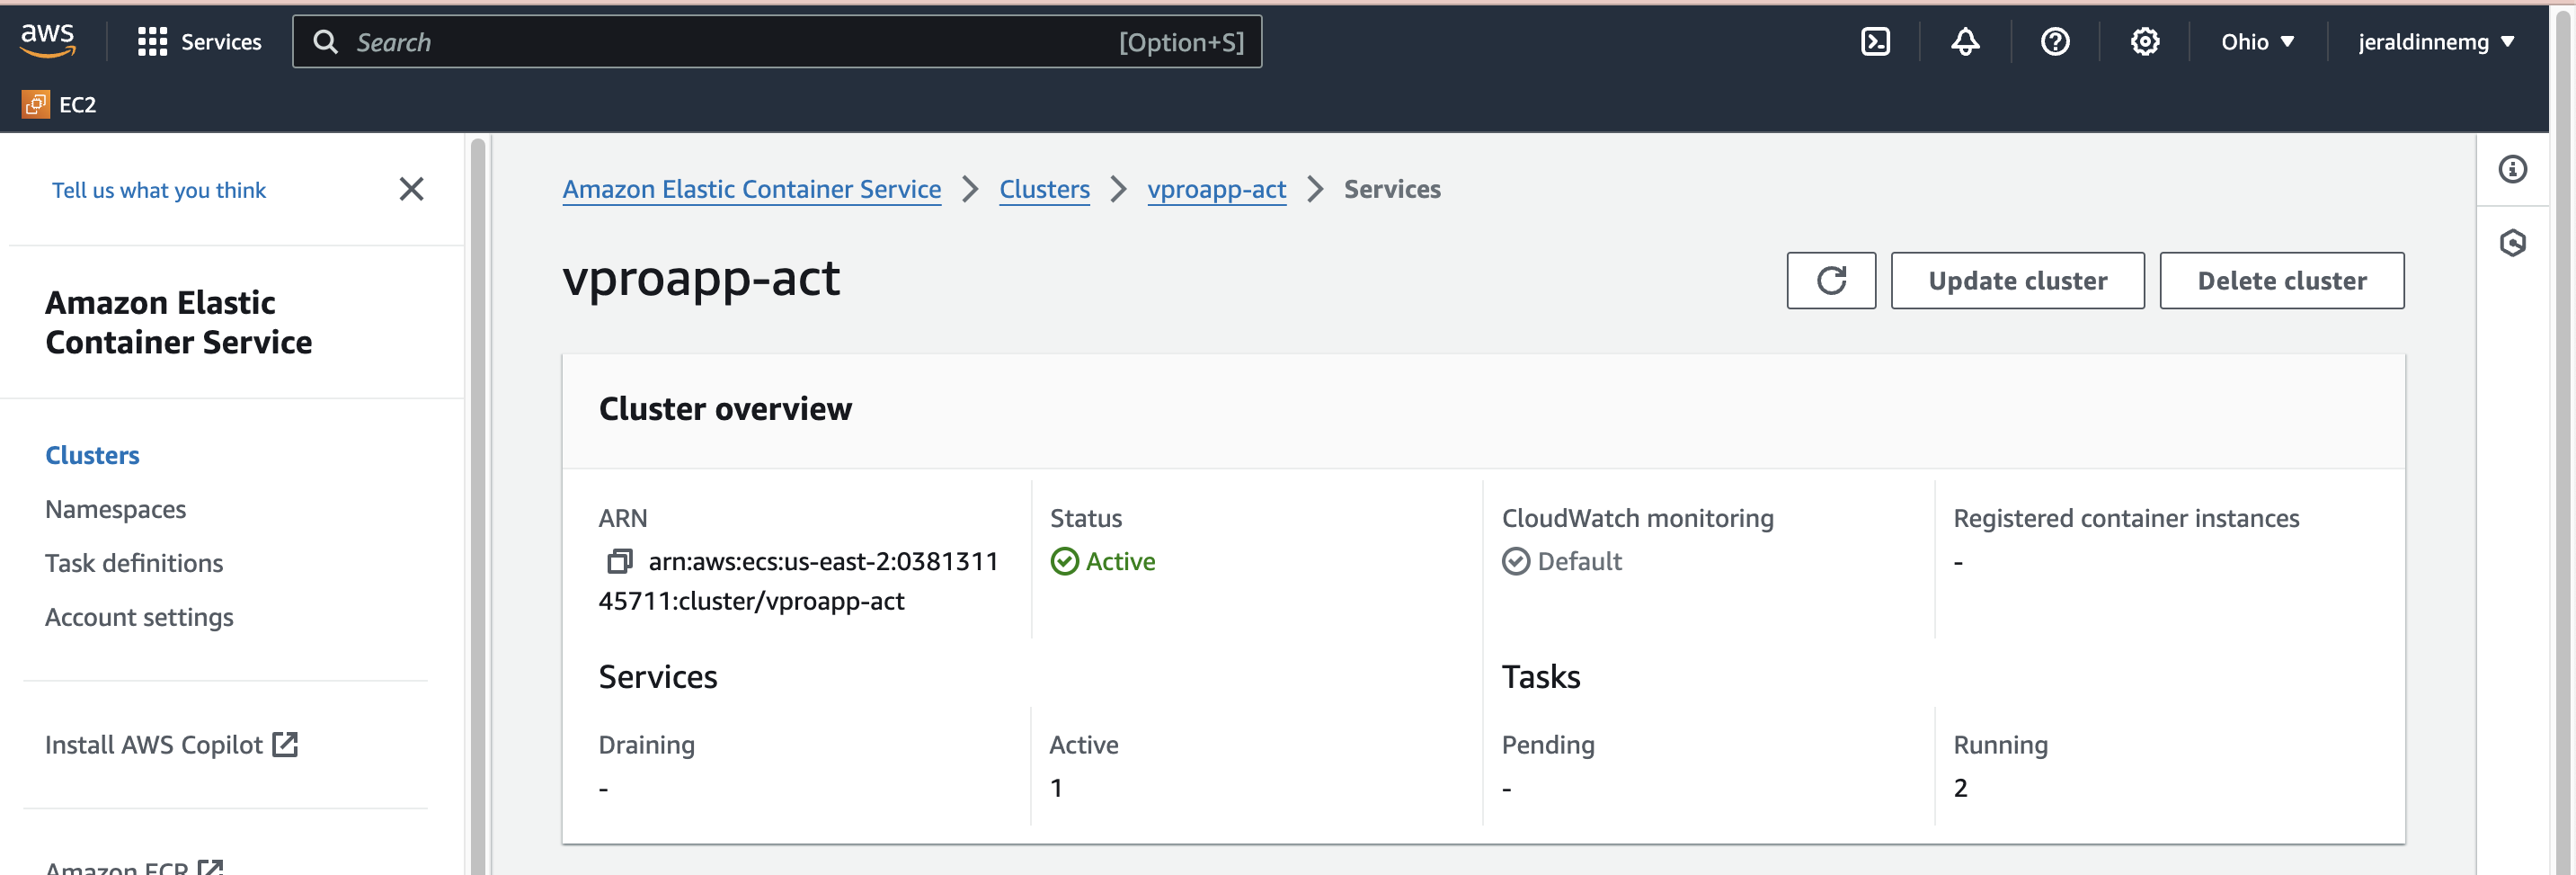 aws
Services
Search
[Option+S]
Ohio
jeraldinnemg
EC2
Tell us what you think
Amazon Elastic
Container Service
Clusters
Namespaces
Task definitions
Account settings
Install AWS Copilot
Amazon ECR
Amazon Elastic Container Service > Clusters > vproapp-act > Services
vproapp-act
Update cluster
Delete cluster
Cluster overview
ARN
arn:aws:ecs:us-east-2:0381311
45711:cluster/vproapp-act
Status
Active
CloudWatch monitoring
Default
Registered container instances
-
Services
Draining
-
Active
1
Tasks
Pending
-
Running
2